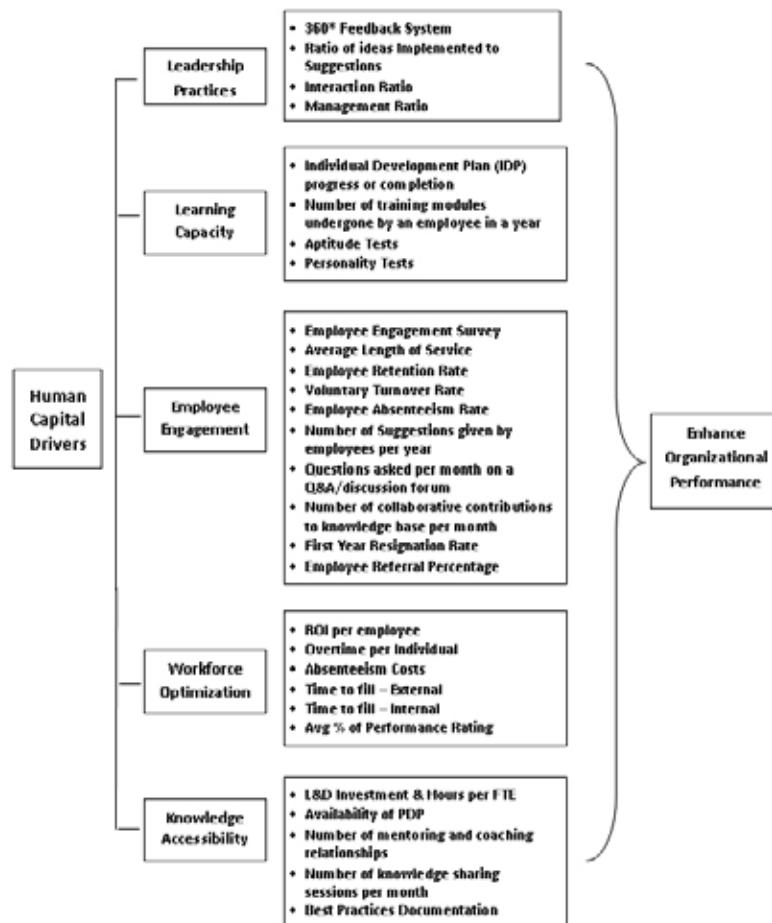 Human
Capital
Drivers
Leadership
Practices
• 360* Feedback System
• Ratio of ideas Implemented to
Suggestions
• Interaction Ratio
• Management Ratio
Learning
Capacity
• Individual Development Plan (IDP)
progress or completion
• Number of training modules
undergone by an employee in a year
• Aptitude Tests
• Personality Tests
Employee
Engagement
• Employee Engagement Survey
• Average Length of Service
• Employee Retention Rate
• Voluntary Turnover Rate
• Employee Absenteeism Rate
• Number of Suggestions given by
employees per year
• Questions asked per month on a
Q&A/discussion forum
• Number of collaborative contributions
to knowledge base per month
• First Year Resignation Rate
• Employee Referral Percentage
Workforce
Optimization
• ROI per employee
• Overtime per Individual
• Absenteeism Costs
• Time to fill – External
• Time to fill – Internal
• Avg % of Performance Rating
Knowledge
Accessibility
• L&D Investment & Hours per FTE
• Availability of PDP
• Number of mentoring and coaching
relationships
• Number of knowledge sharing
sessions per month
• Best Practices Documentation
Enhance
Organizational
Performance